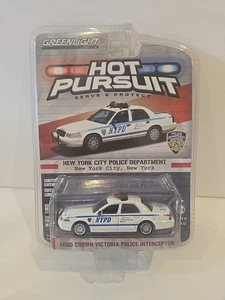 GREENLIGHT
HOT
PURSUIT
SERVE & PROTECT
NYPD
NEW YORK CITY POLICE DEPARTMENT
New York City, New York
NYPD
FORD CROWN VICTORIA POLICE INTERCEPTOR